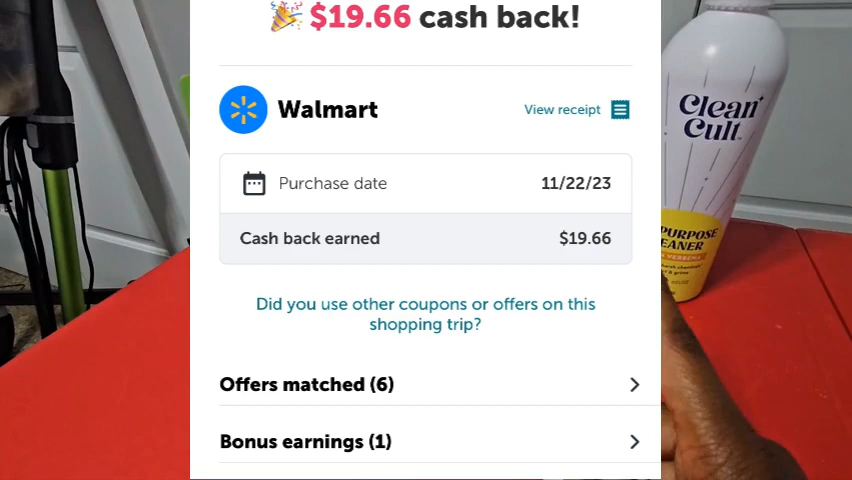 $19.66 cash back!
Walmart
View receipt
Purchase date 11/22/23
Cash back earned $19.66
Did you use other coupons or offers on this
shopping trip?
Offers matched (6)
Bonus earnings (1)
Clean
Cult
PURPOSE
EANER
VERBENA